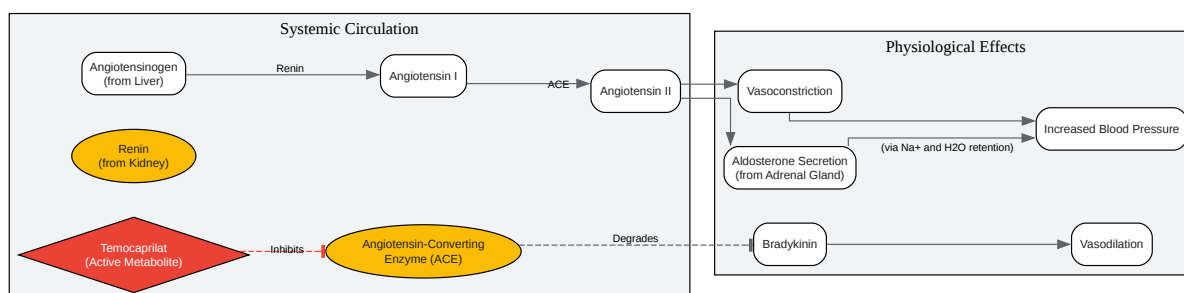 Systemic Circulation
Physiological Effects
Angiotensinogen
(from Liver)
Renin
Angiotensin I
ACE
Angiotensin II
Vasoconstriction
Increased Blood Pressure
Renin
(from Kidney)
Aldosterone Secretion
(from Adrenal Gland)
(via Na+ and H2O retention)
Temocaprilat
(Active Metabolite)
Inhibits
Angiotensin-Converting
Enzyme (ACE)
Degrades
Bradykinin
Vasodilation